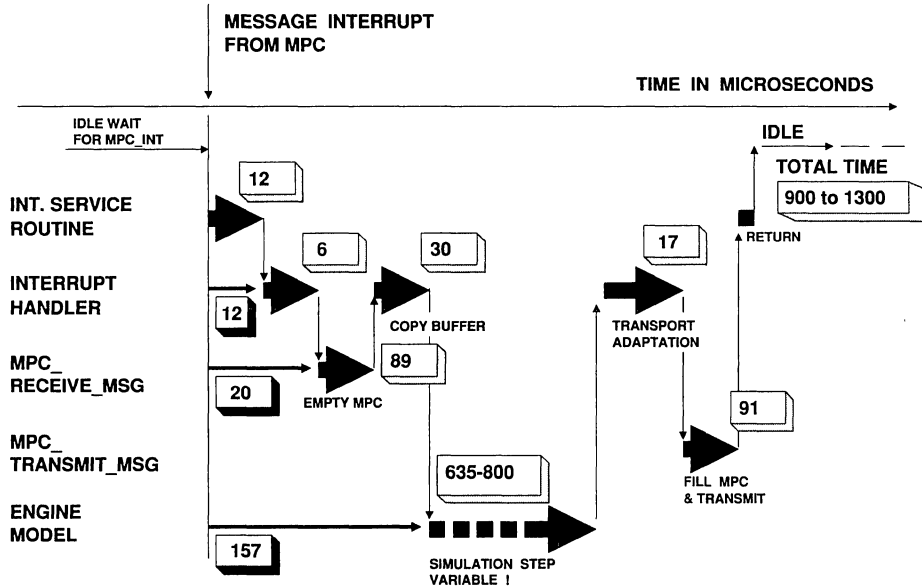 MESSAGE INTERRUPT
FROM MPC
TIME IN MICROSECONDS
IDLE WAIT
FOR MPC_INT
IDLE
TOTAL TIME
900 to 1300
12
INT. SERVICE
ROUTINE
RETURN
6
30
17
INTERRUPT
HANDLER
12
COPY BUFFER
TRANSPORT
ADAPTATION
MPC_
RECEIVE_MSG
89
20
EMPTY MPC
91
MPC_
TRANSMIT_MSG
635-800
FILL MPC
& TRANSMIT
ENGINE
MODEL
157
SIMULATION STEP
VARIABLE !